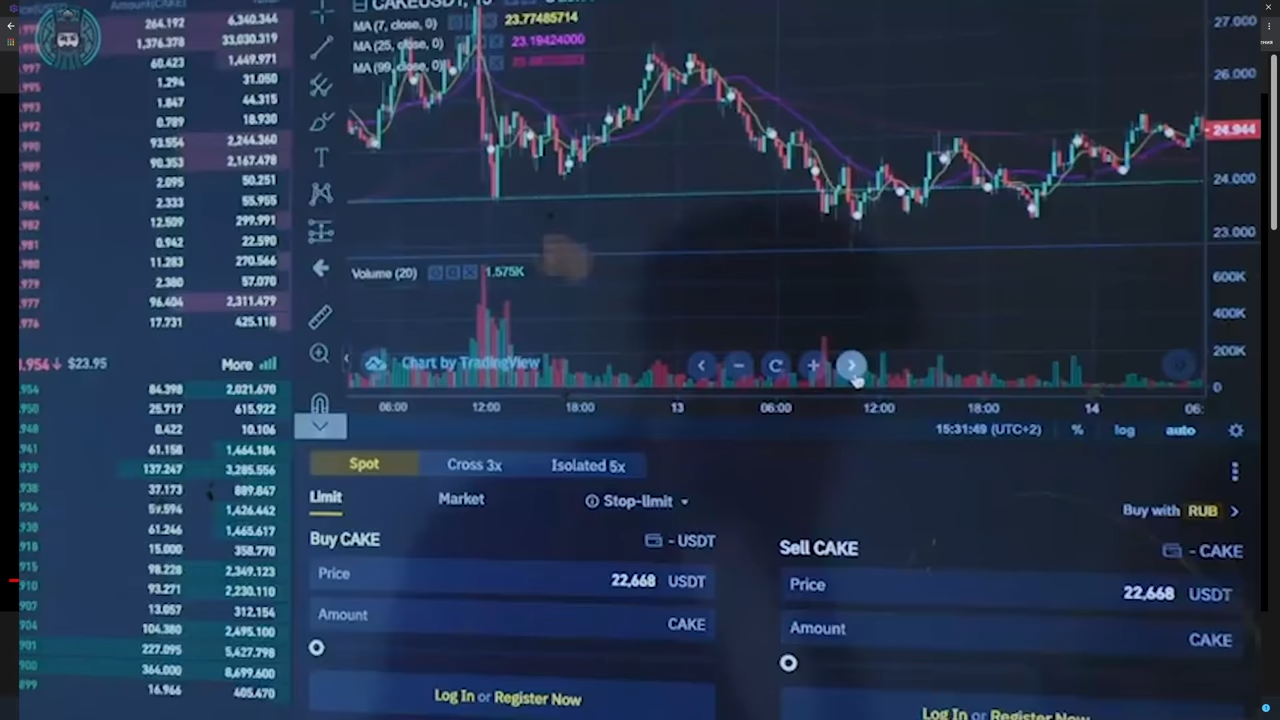 Amount(CAKE)
264.192 6,340.344
1,376.378 33,030.319
60.423 1,449.971
1.294 31.050
1.847 44.315
0.789 18.930
93.554 2,244.360
90.353 2,167.478
2.095 50.251
2.333 55.955
12.509 299.991
0.942 22.590
11.283 270.566
2.380 57.070
96.404 2,311.479
17.731 425.118
.954↓ $23.95 More
84.398 2,021.670
25.717 615.922
0.422 10.106
61.158 1,464.184
137.247 3,285.556
37.173 889.847
59.594 1,426.442
61.246 1,465.617
15.000 358.770
98.228 2,349.123
93.271 2,230.110
13.057 312.154
104.380 2,495.100
227.095 5,427.798
364.000 8,699.600
16.966 405.470
CAKEUSDT,
MA (7, close, 0) 23.77485714
MA (25, close, 0) 23.19424000
MA (99, close, 0)
27.000
26.000
24.944
24.000
23.000
Volume (20) 1.575K
600K
400K
200K
0
Chart by TradingView
06:00 12:00 18:00 13 06:00 12:00 18:00 14 06:
15:31:49 (UTC+2) % log auto
Spot Cross 3x Isolated 5x
Limit Market Stop-limit
Buy with RUB >
Buy CAKE - USDT
Price 22,668 USDT
Amount CAKE
Log In or Register Now
Sell CAKE - CAKE
Price 22,668 USDT
Amount CAKE
Log In or Register Now